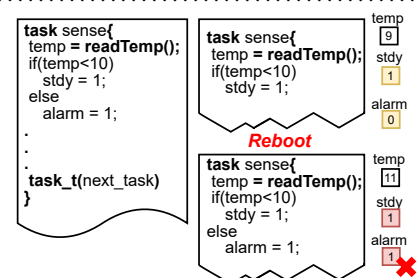 task sense{
temp = readTemp();
if(temp<10)
stdy = 1;
else
alarm = 1;
.
.
.
task_t(next_task)
}
task sense{
temp = readTemp();
if(temp<10)
stdy = 1;
temp
9
stdy
1
alarm
0
Reboot
task sense{
temp = readTemp();
if(temp<10)
stdy = 1;
else
alarm = 1;
temp
11
stdy
1
alarm
1